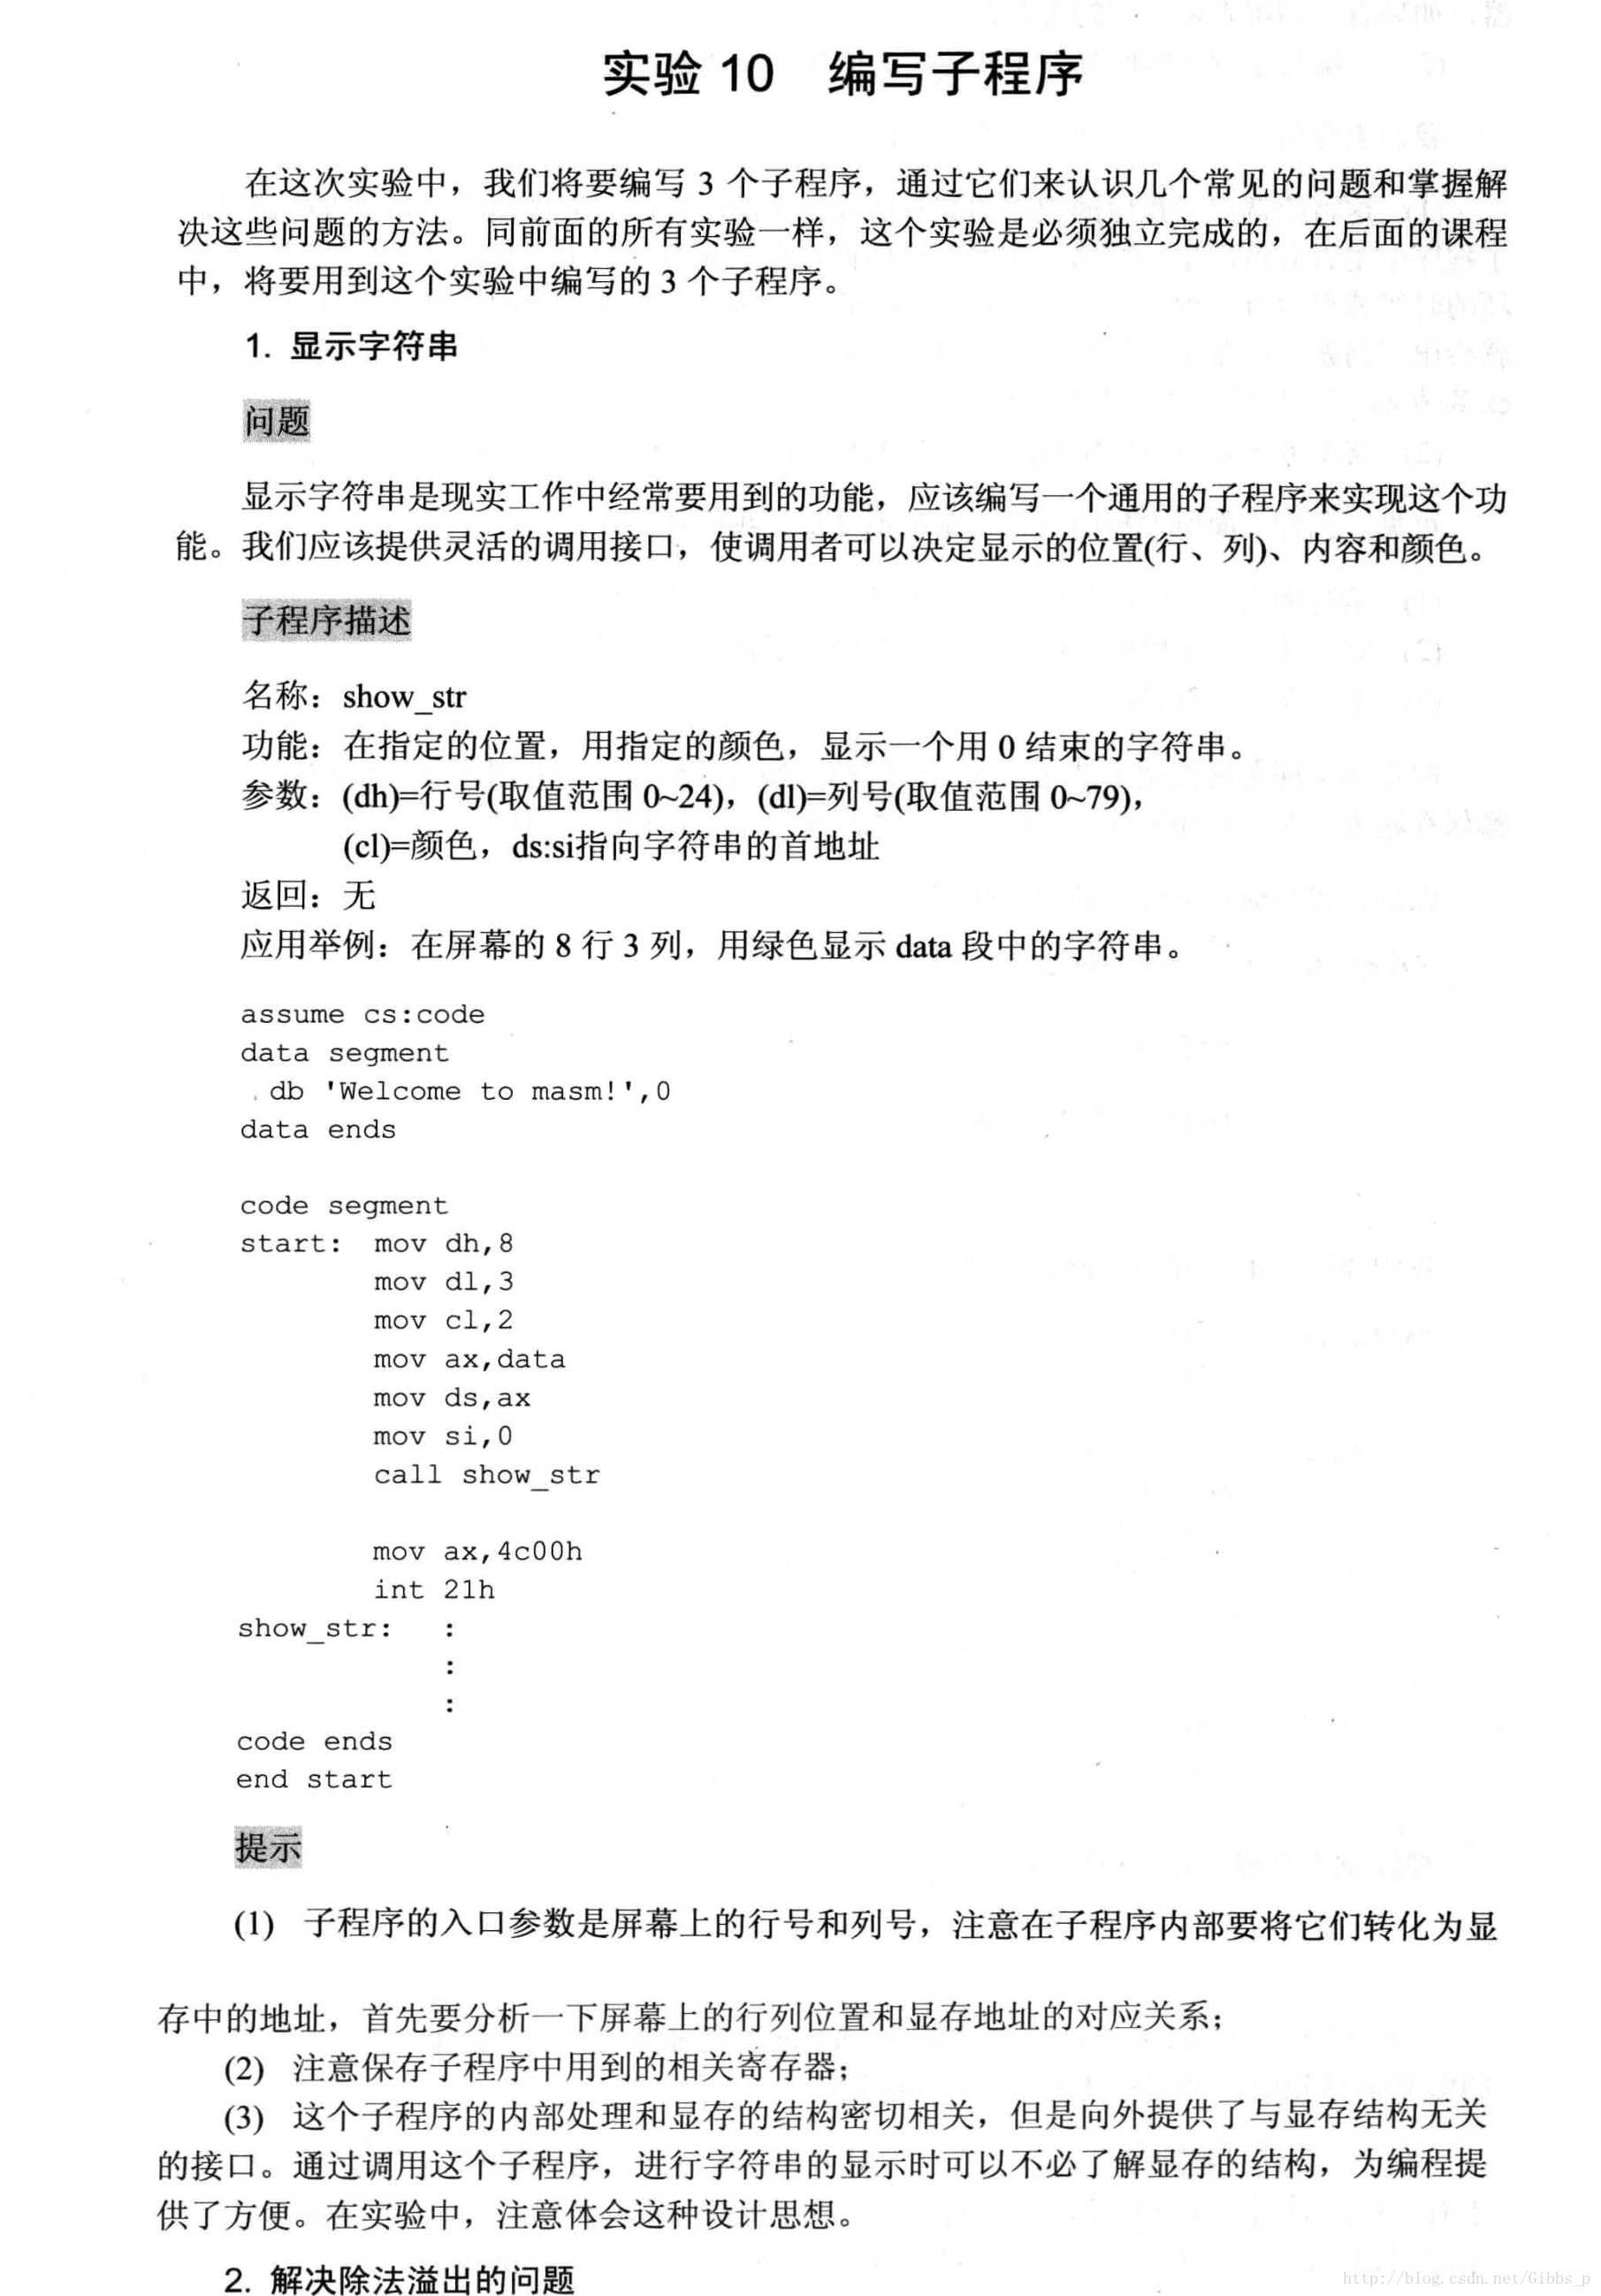 实验 10　编写子程序
在这次实验中，我们将要编写 3 个子程序，通过它们来认识几个常见的问题和掌握解
决这些问题的方法。同前面的所有实验一样，这个实验是必须独立完成的，在后面的课程
中，将要用到这个实验中编写的 3 个子程序。
1. 显示字符串
问题
显示字符串是现实工作中经常要用到的功能，应该编写一个通用的子程序来实现这个功
能。我们应该提供灵活的调用接口，使调用者可以决定显示的位置(行、列)、内容和颜色。
子程序描述
名称：show_str
功能：在指定的位置，用指定的颜色，显示一个用 0 结束的字符串。
参数：(dh)=行号(取值范围 0~24)，(dl)=列号(取值范围 0~79)，
(cl)=颜色，ds:si指向字符串的首地址
返回：无
应用举例：在屏幕的 8 行 3 列，用绿色显示 data 段中的字符串。
assume cs:code
data segment
db 'Welcome to masm!',0
data ends
code segment
start: mov dh,8
mov dl,3
mov cl,2
mov ax,data
mov ds,ax
mov si,0
call show_str
mov ax,4c00h
int 21h
show_str: :
:
:
code ends
end start
提示
(1) 子程序的入口参数是屏幕上的行号和列号，注意在子程序内部要将它们转化为显
存中的地址，首先要分析一下屏幕上的行列位置和显存地址的对应关系；
(2) 注意保存子程序中用到的相关寄存器；
(3) 这个子程序的内部处理和显存的结构密切相关，但是向外提供了与显存结构无关
的接口。通过调用这个子程序，进行字符串的显示时可以不必了解显存的结构，为编程提
供了方便。在实验中，注意体会这种设计思想。
2. 解决除法溢出的问题
http://blog.csdn.net/Gibbs_p